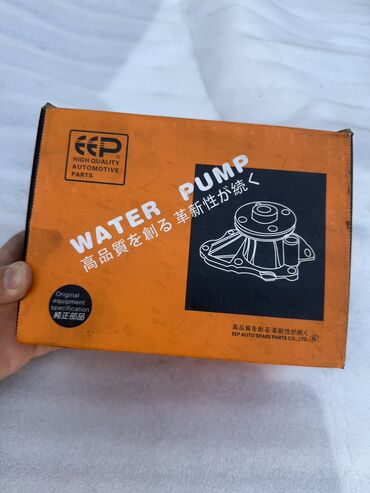 EEP®
HIGH QUALITY
AUTOMOTIVE
PARTS
WATER PUMP
高品質を創る革新性が続く
Original
equipment
specification
純正部品
高品質を創る革新性が続く
EEP AUTO SPARE PARTS CO.,LTD.